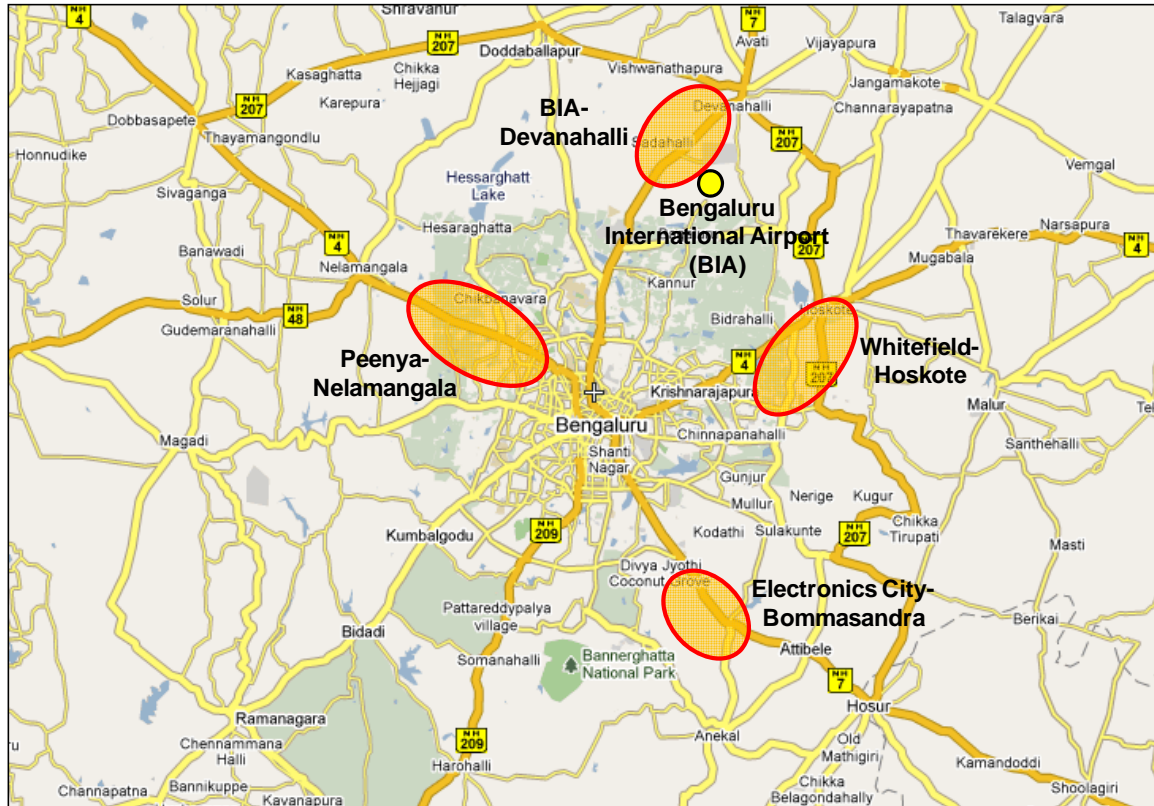 Shravanur
NH
4
NH
7
Talagvara
NH
207
Avati
Vijayapura
Doddaballapur
Kasaghatta
Chikka
Hejjagi
Vishwanathapura
Jangamakote
Karepura
NH
207
BIA-
Devanahalli
Devanahalli
Channarayapatna
Dobbasapete
Thayamangondlu
Sadahalli
NH
207
Honnudike
Vemgal
Hessarghatt
Lake
Sivaganga
Bengaluru
International Airport
(BIA)
Hesaraghatta
Narsapura
Banawadi
NH
4
NH
207
Thavarekere
NH
4
Nelamangala
Mugabala
Kannur
Solur
NH
48
Chikbanavara
Hoskote
Gudemaranahalli
Bidrahalli
Peenya-
Nelamangala
Whitefield-
Hoskote
NH
4
NH
207
Krishnarajapura
Malur
Bengaluru
Magadi
Chinnapanahalli
Santhehalli
Shanti
Nagar
Gunjur
Mullur
Nerige
Kugur
Kodathi
Sulakunte
NH
209
NH
207
Chikka
Tirupati
Kumbalgodu
Masti
Divya Jyothi
Coconut Grove
Electronics City-
Bommasandra
Pattareddypalya
village
Berikai
Bidadi
Attibele
Somanahalli
Bannerghatta
National Park
NH
7
Hosur
Ramanagara
Anekal
Old
Mathigiri
NH
209
Chennammana
Halli
Kamandoddi
Harohalli
Bannikuppe
Chikka
Belagondahally
Shoolagiri
Channapatna
Kavanapura